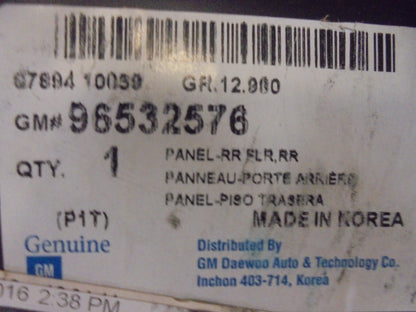 67894 10039 GR.12.960
GM# 96532576
QTY. 1 PANEL-RR FLR,RR
PANNEAU-PORTE ARRIÈRE
PANEL-PISO TRASERA
(P1T) MADE IN KOREA
Genuine
GM
Distributed By
GM Daewoo Auto & Technology Co.
Inchon 403-714, Korea
016 2:38 PM